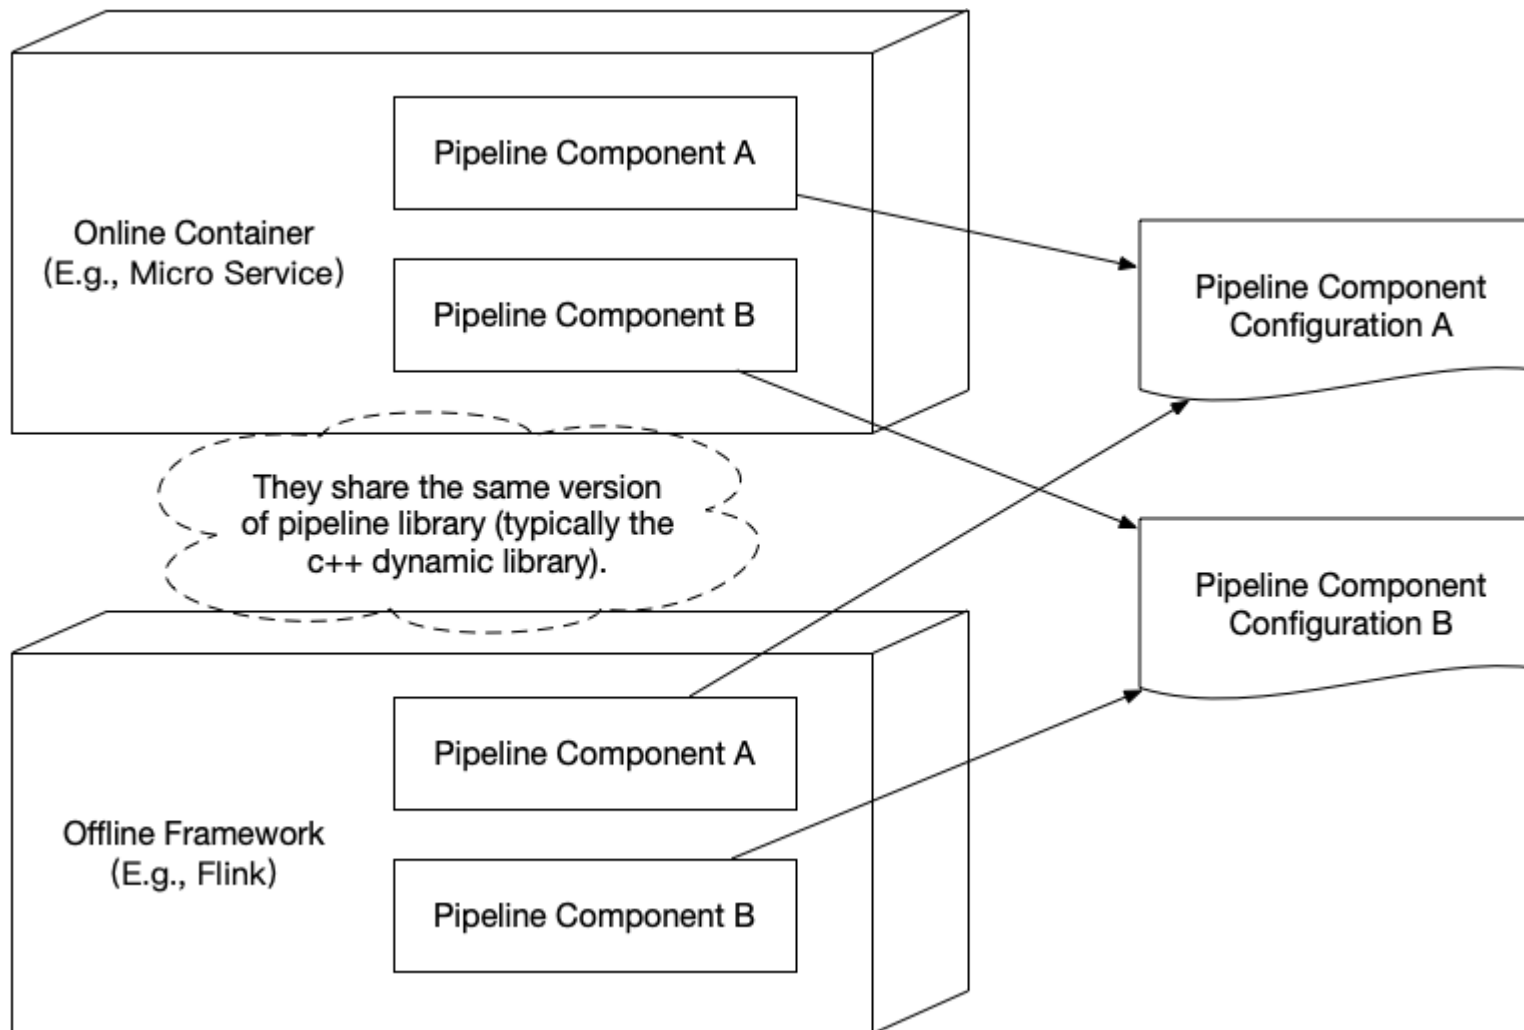 Pipeline Component A
Online Container
(E.g., Micro Service)
Pipeline Component B
Pipeline Component
Configuration A
They share the same version
of pipeline library (typically the
c++ dynamic library).
Pipeline Component
Configuration B
Pipeline Component A
Offline Framework
(E.g., Flink)
Pipeline Component B